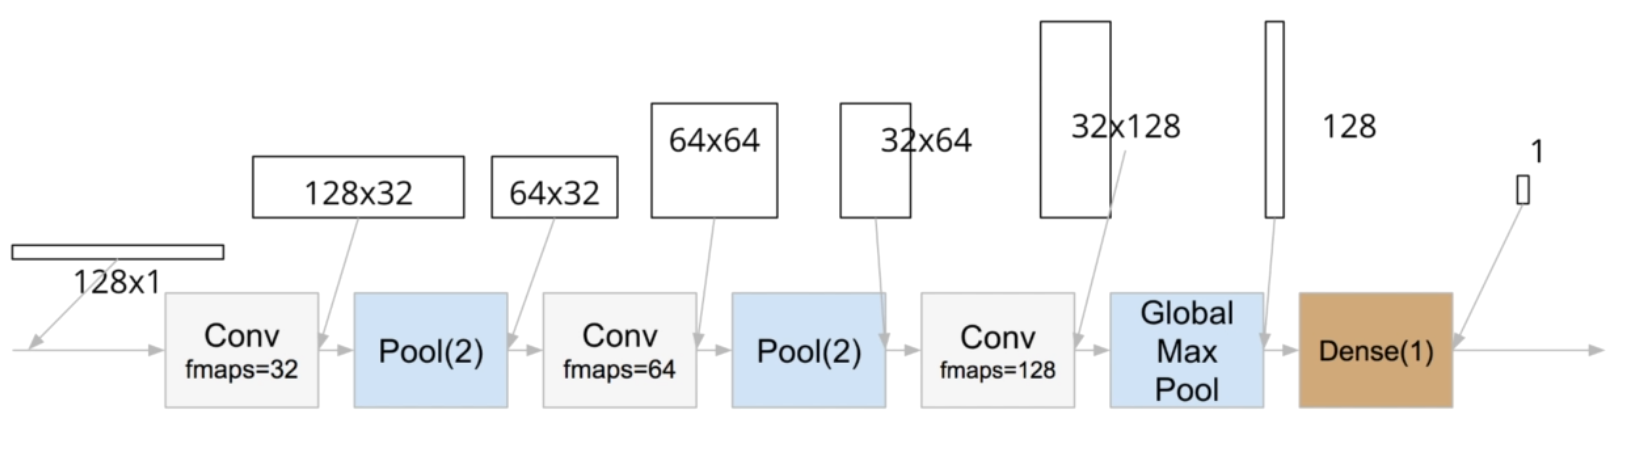 128x1
128x32
64x32
64x64
32x64
32x128
128
1
Conv
fmaps=32
Pool(2)
Conv
fmaps=64
Pool(2)
Conv
fmaps=128
Global
Max
Pool
Dense(1)